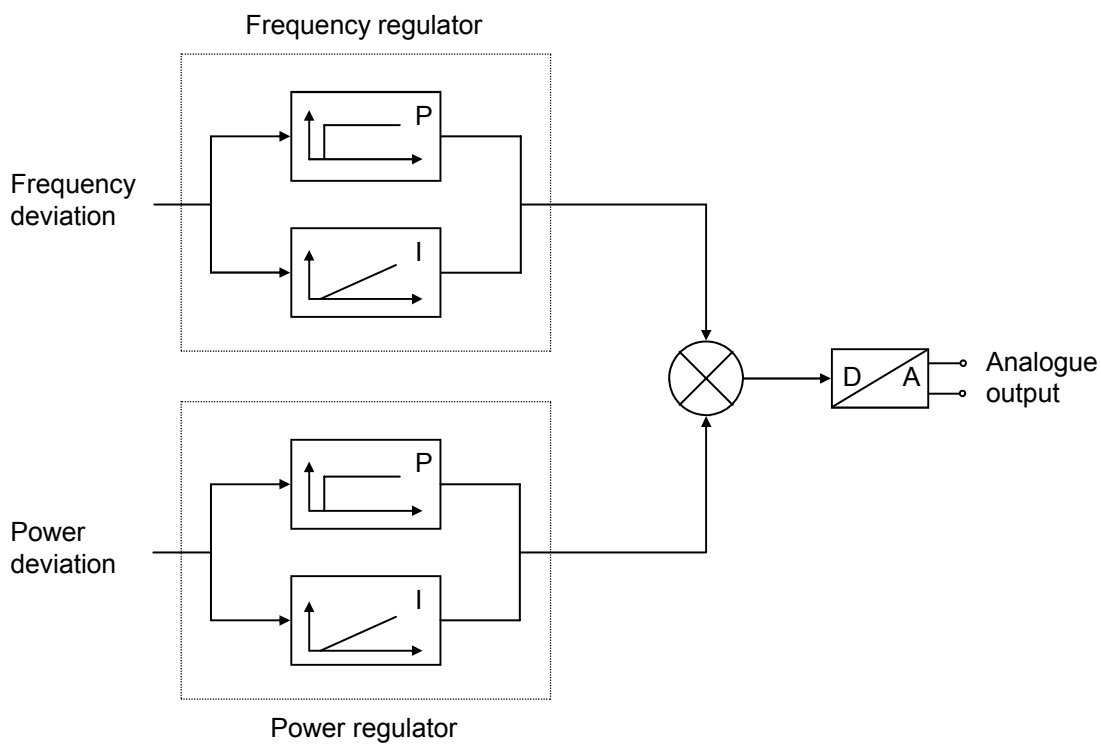 Frequency regulator
P
Frequency
deviation
I
D
A
Analogue
output
P
Power
deviation
I
Power regulator